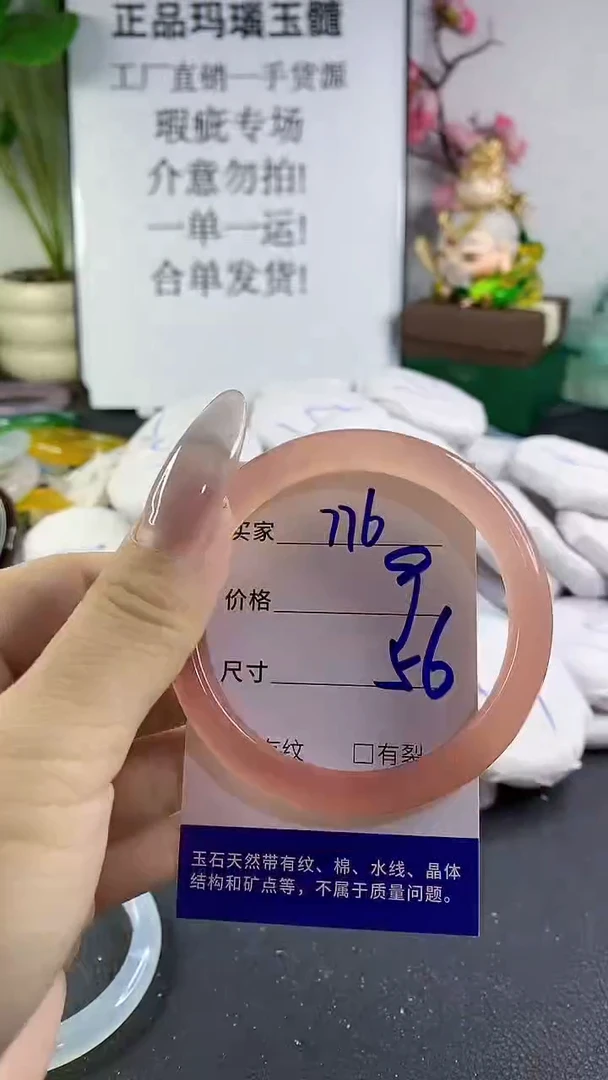 正品玛瑙玉髓
工厂直销一手货源
瑕疵专场
介意勿拍!
一单一运!
合单发货!
买家 776
价格
尺寸 56
有纹 □有裂
玉石天然带有纹、棉、水线、晶体
结构和矿点等，不属于质量问题。